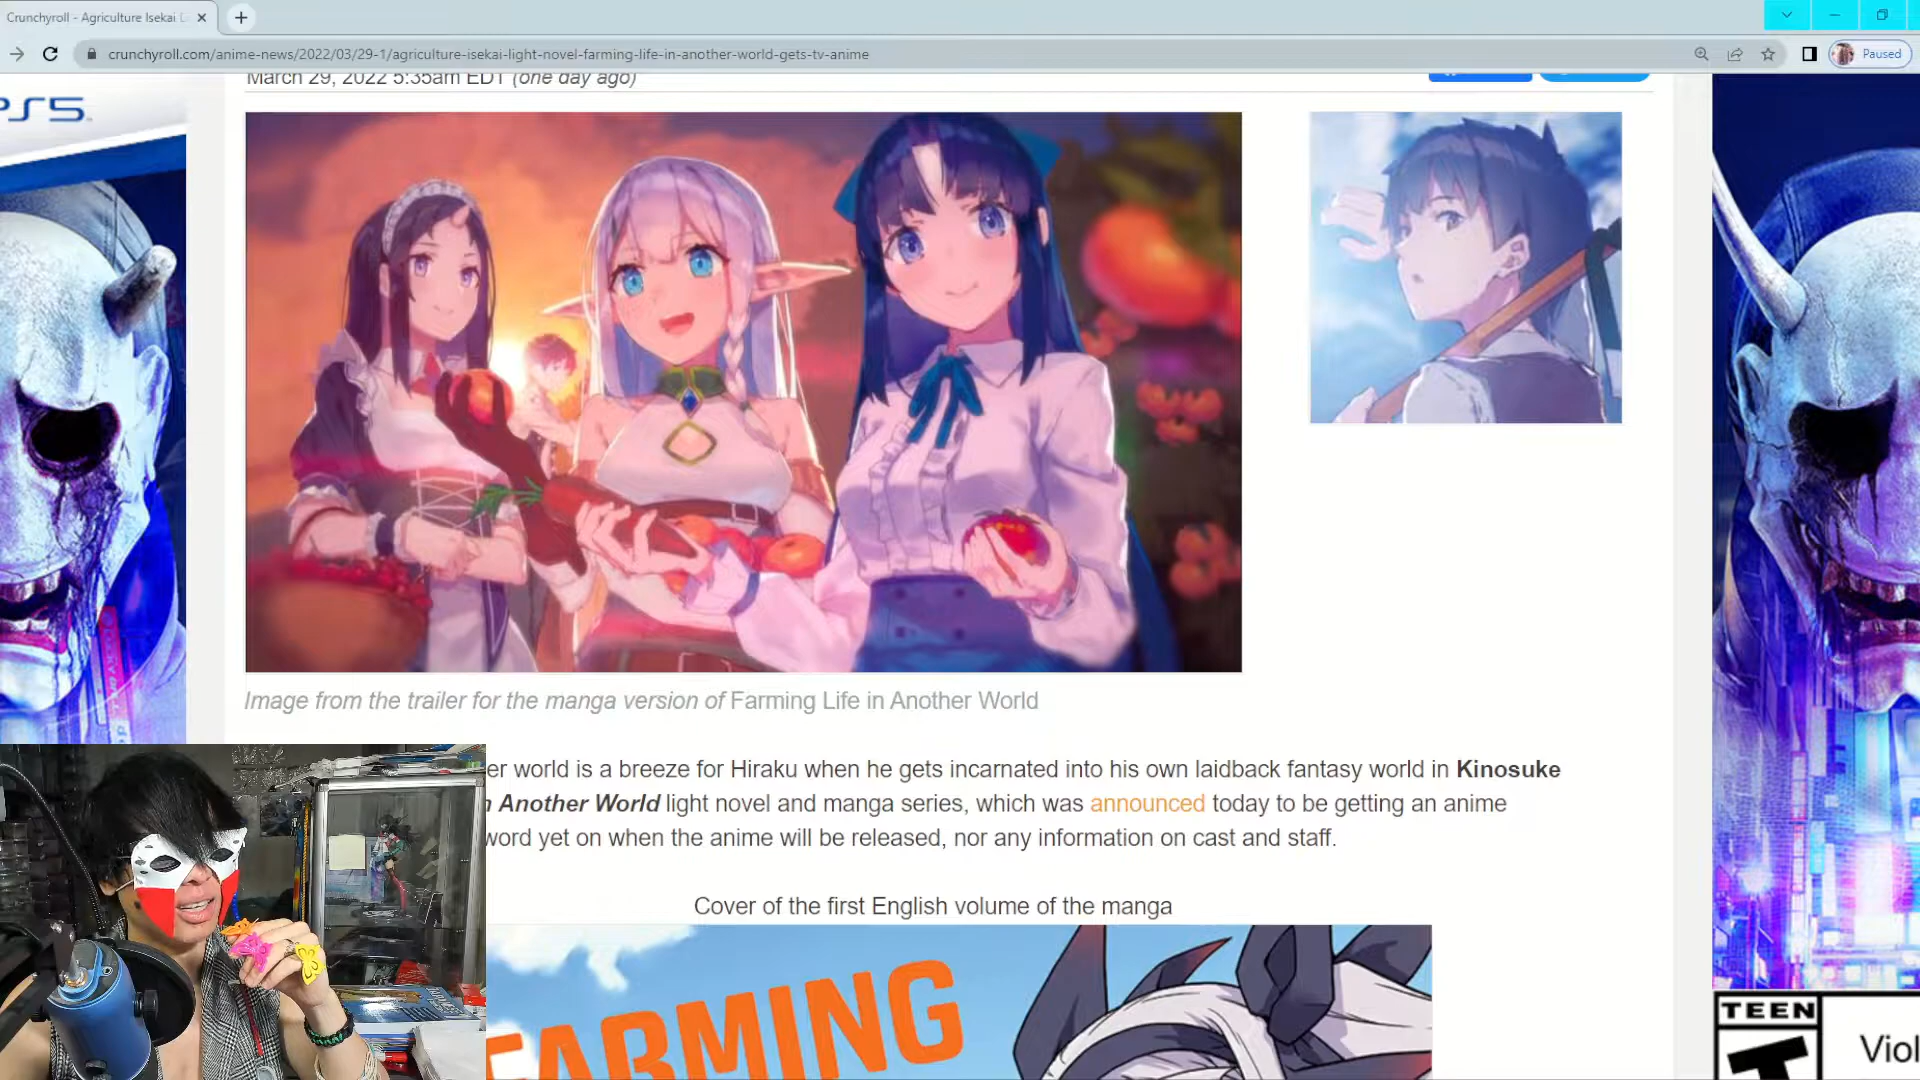 Crunchyroll - Agriculture Isekai L
crunchyroll.com/anime-news/2022/03/29-1/agriculture-isekai-light-novel-farming-life-in-another-world-gets-tv-anime
Paused
March 29, 2022 5:35am EDT (one day ago)
PS5
Image from the trailer for the manga version of Farming Life in Another World
er world is a breeze for Hiraku when he gets incarnated into his own laidback fantasy world in Kinosuke
n Another World light novel and manga series, which was announced today to be getting an anime
word yet on when the anime will be released, nor any information on cast and staff.
Cover of the first English volume of the manga
FARMING
TEEN
T
Viol